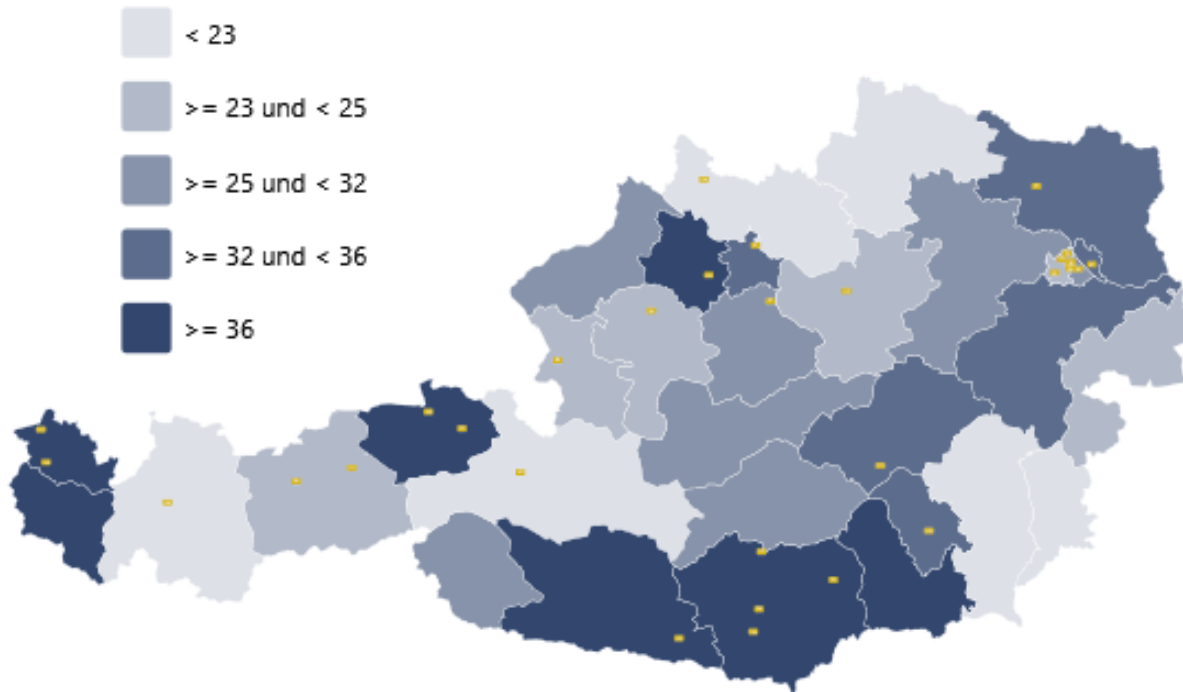 < 23
>= 23 und < 25
>= 25 und < 32
>= 32 und < 36
>= 36